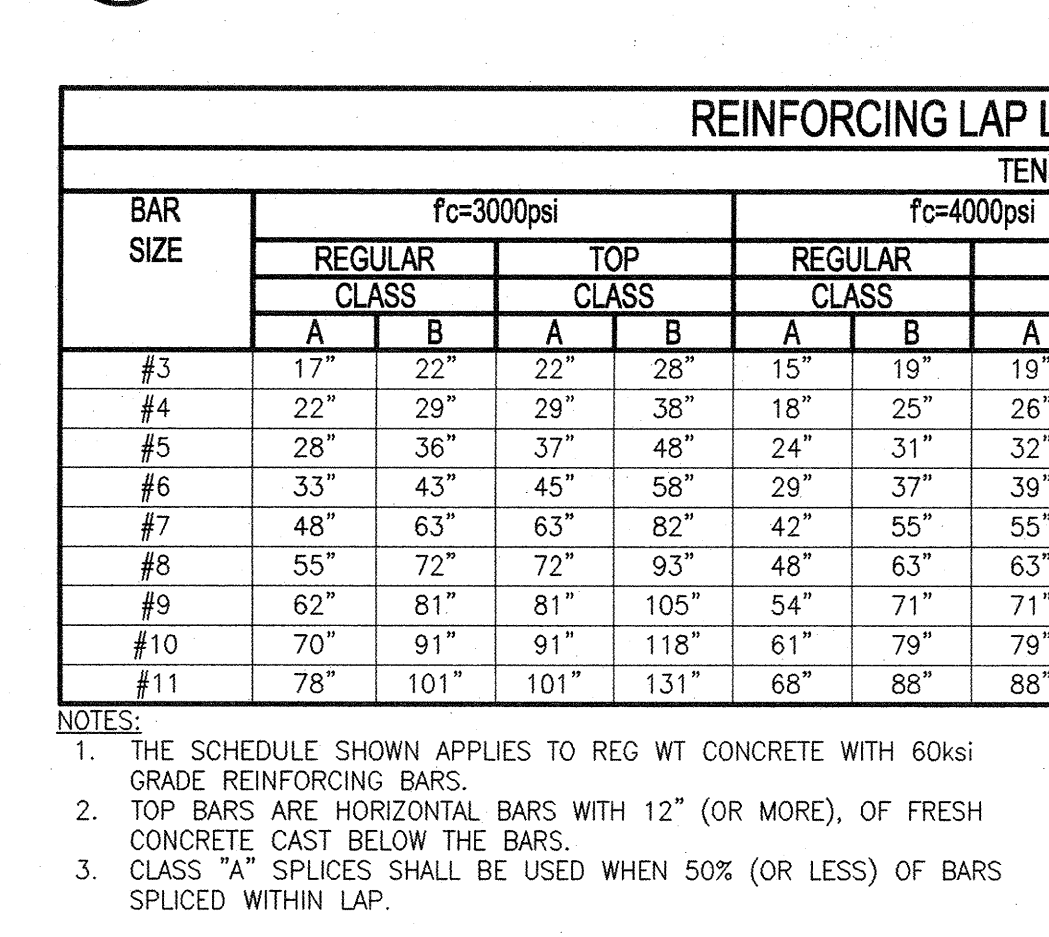 REINFORCING LAP L
TEN
BAR SIZE f'c=3000psi f'c=4000psi
REGULAR TOP REGULAR
CLASS CLASS CLASS
A B A B A B A
#3 17" 22" 22" 28" 15" 19" 19"
#4 22" 29" 29" 38" 18" 25" 26"
#5 28" 36" 37" 48" 24" 31" 32"
#6 33" 43" 45" 58" 29" 37" 39"
#7 48" 63" 63" 82" 42" 55" 55"
#8 55" 72" 72" 93" 48" 63" 63"
#9 62" 81" 81" 105" 54" 71" 71"
#10 70" 91" 91" 118" 61" 79" 79"
#11 78" 101" 101" 131" 68" 88" 88"
NOTES:
1. THE SCHEDULE SHOWN APPLIES TO REG WT CONCRETE WITH 60ksi
GRADE REINFORCING BARS.
2. TOP BARS ARE HORIZONTAL BARS WITH 12" (OR MORE), OF FRESH
CONCRETE CAST BELOW THE BARS.
3. CLASS "A" SPLICES SHALL BE USED WHEN 50% (OR LESS) OF BARS
SPLICED WITHIN LAP.